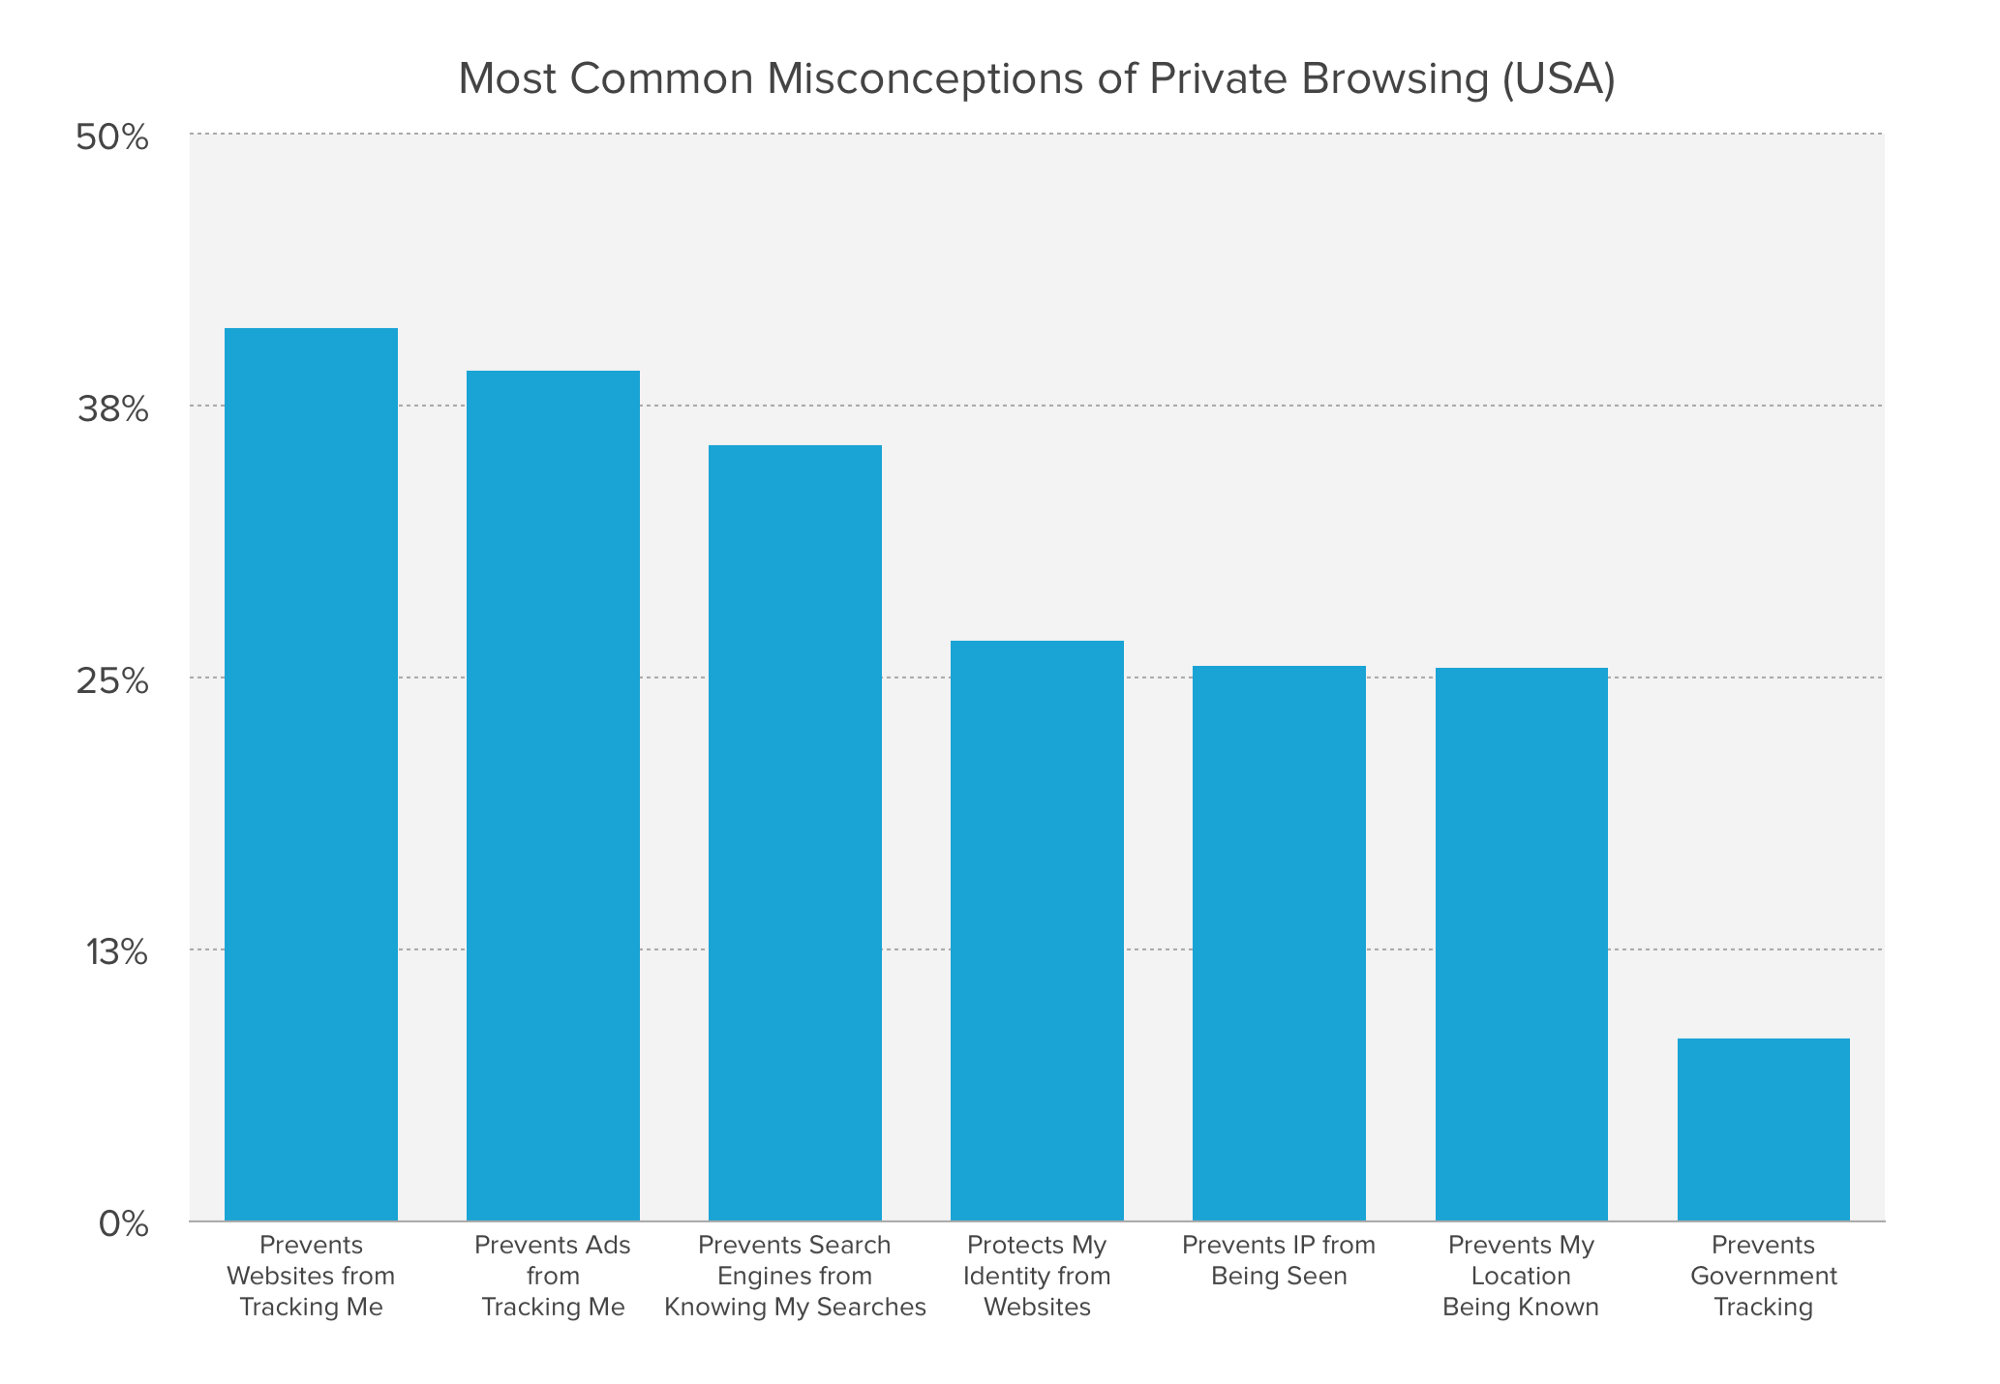 Most Common Misconceptions of Private Browsing (USA)
50%
38%
25%
13%
0%
Prevents
Websites from
Tracking Me
Prevents Ads
from
Tracking Me
Prevents Search
Engines from
Knowing My Searches
Protects My
Identity from
Websites
Prevents IP from
Being Seen
Prevents My
Location
Being Known
Prevents
Government
Tracking